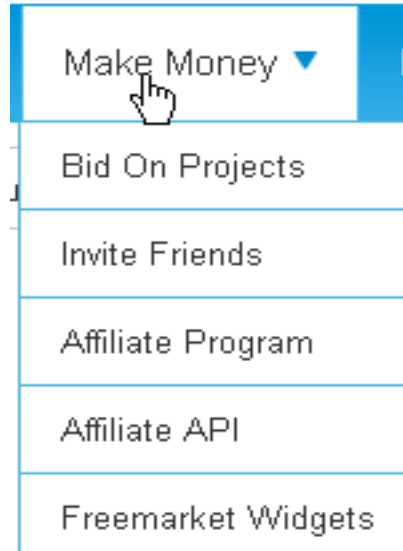 Make Money
Bid On Projects
Invite Friends
Affiliate Program
Affiliate API
Freemarket Widgets